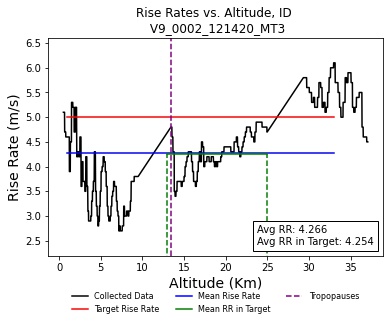 Rise Rates vs. Altitude, ID
V9_0002_121420_MT3
Rise Rate (m/s)
6.5
6.0
5.5
5.0
4.5
4.0
3.5
3.0
2.5
Avg RR: 4.266
Avg RR in Target: 4.254
0 5 10 15 20 25 30 35
Altitude (Km)
Collected Data Mean Rise Rate Tropopauses
Target Rise Rate Mean RR in Target